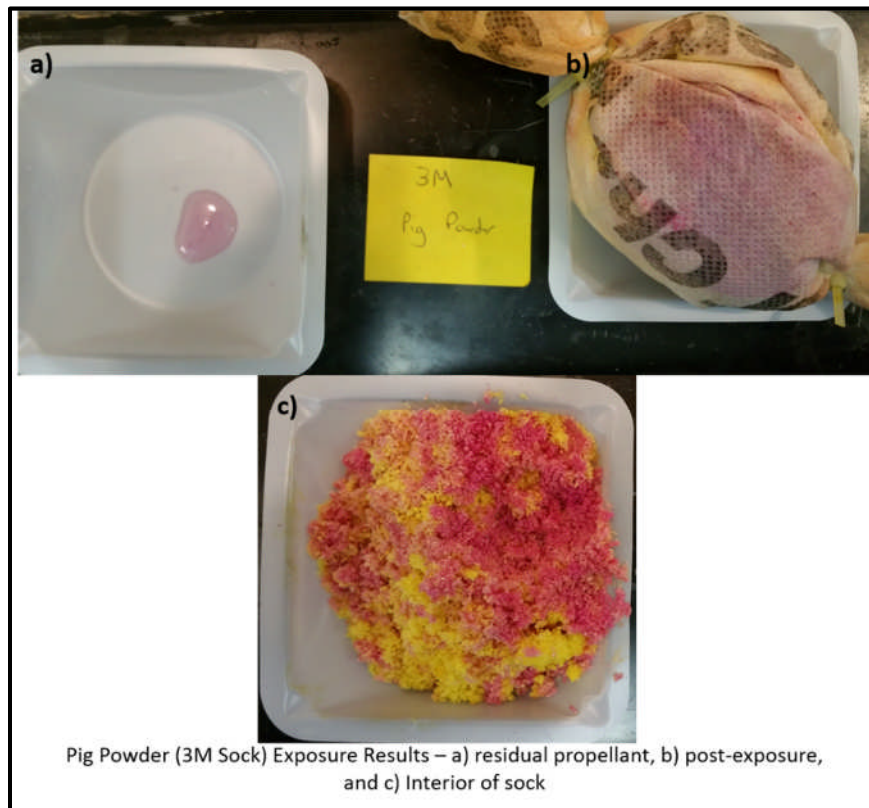 a)
b)
3M
Pig Powder
c)
Pig Powder (3M Sock) Exposure Results – a) residual propellant, b) post-exposure,
and c) Interior of sock